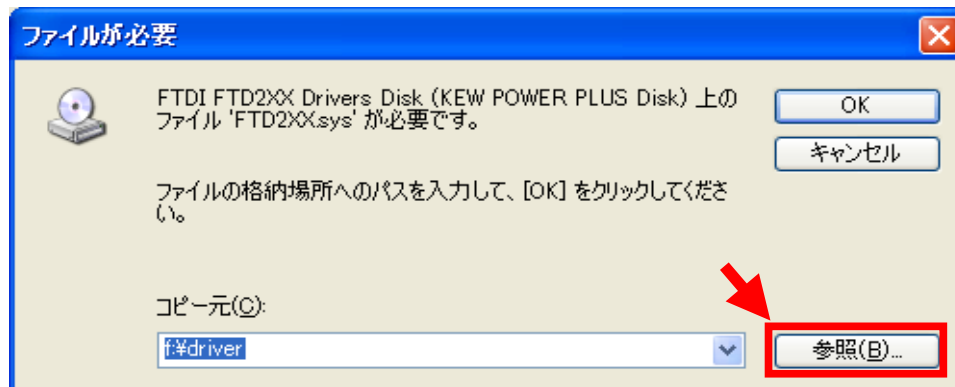 ファイルが必要
FTDI FTD2XX Drivers Disk (KEW POWER PLUS Disk) 上の
ファイル 'FTD2XX.sys' が必要です。
OK
キャンセル
ファイルの格納場所へのパスを入力して、[OK] をクリックしてくださ
い。
コピー元(C):
f:¥driver
参照(B)...